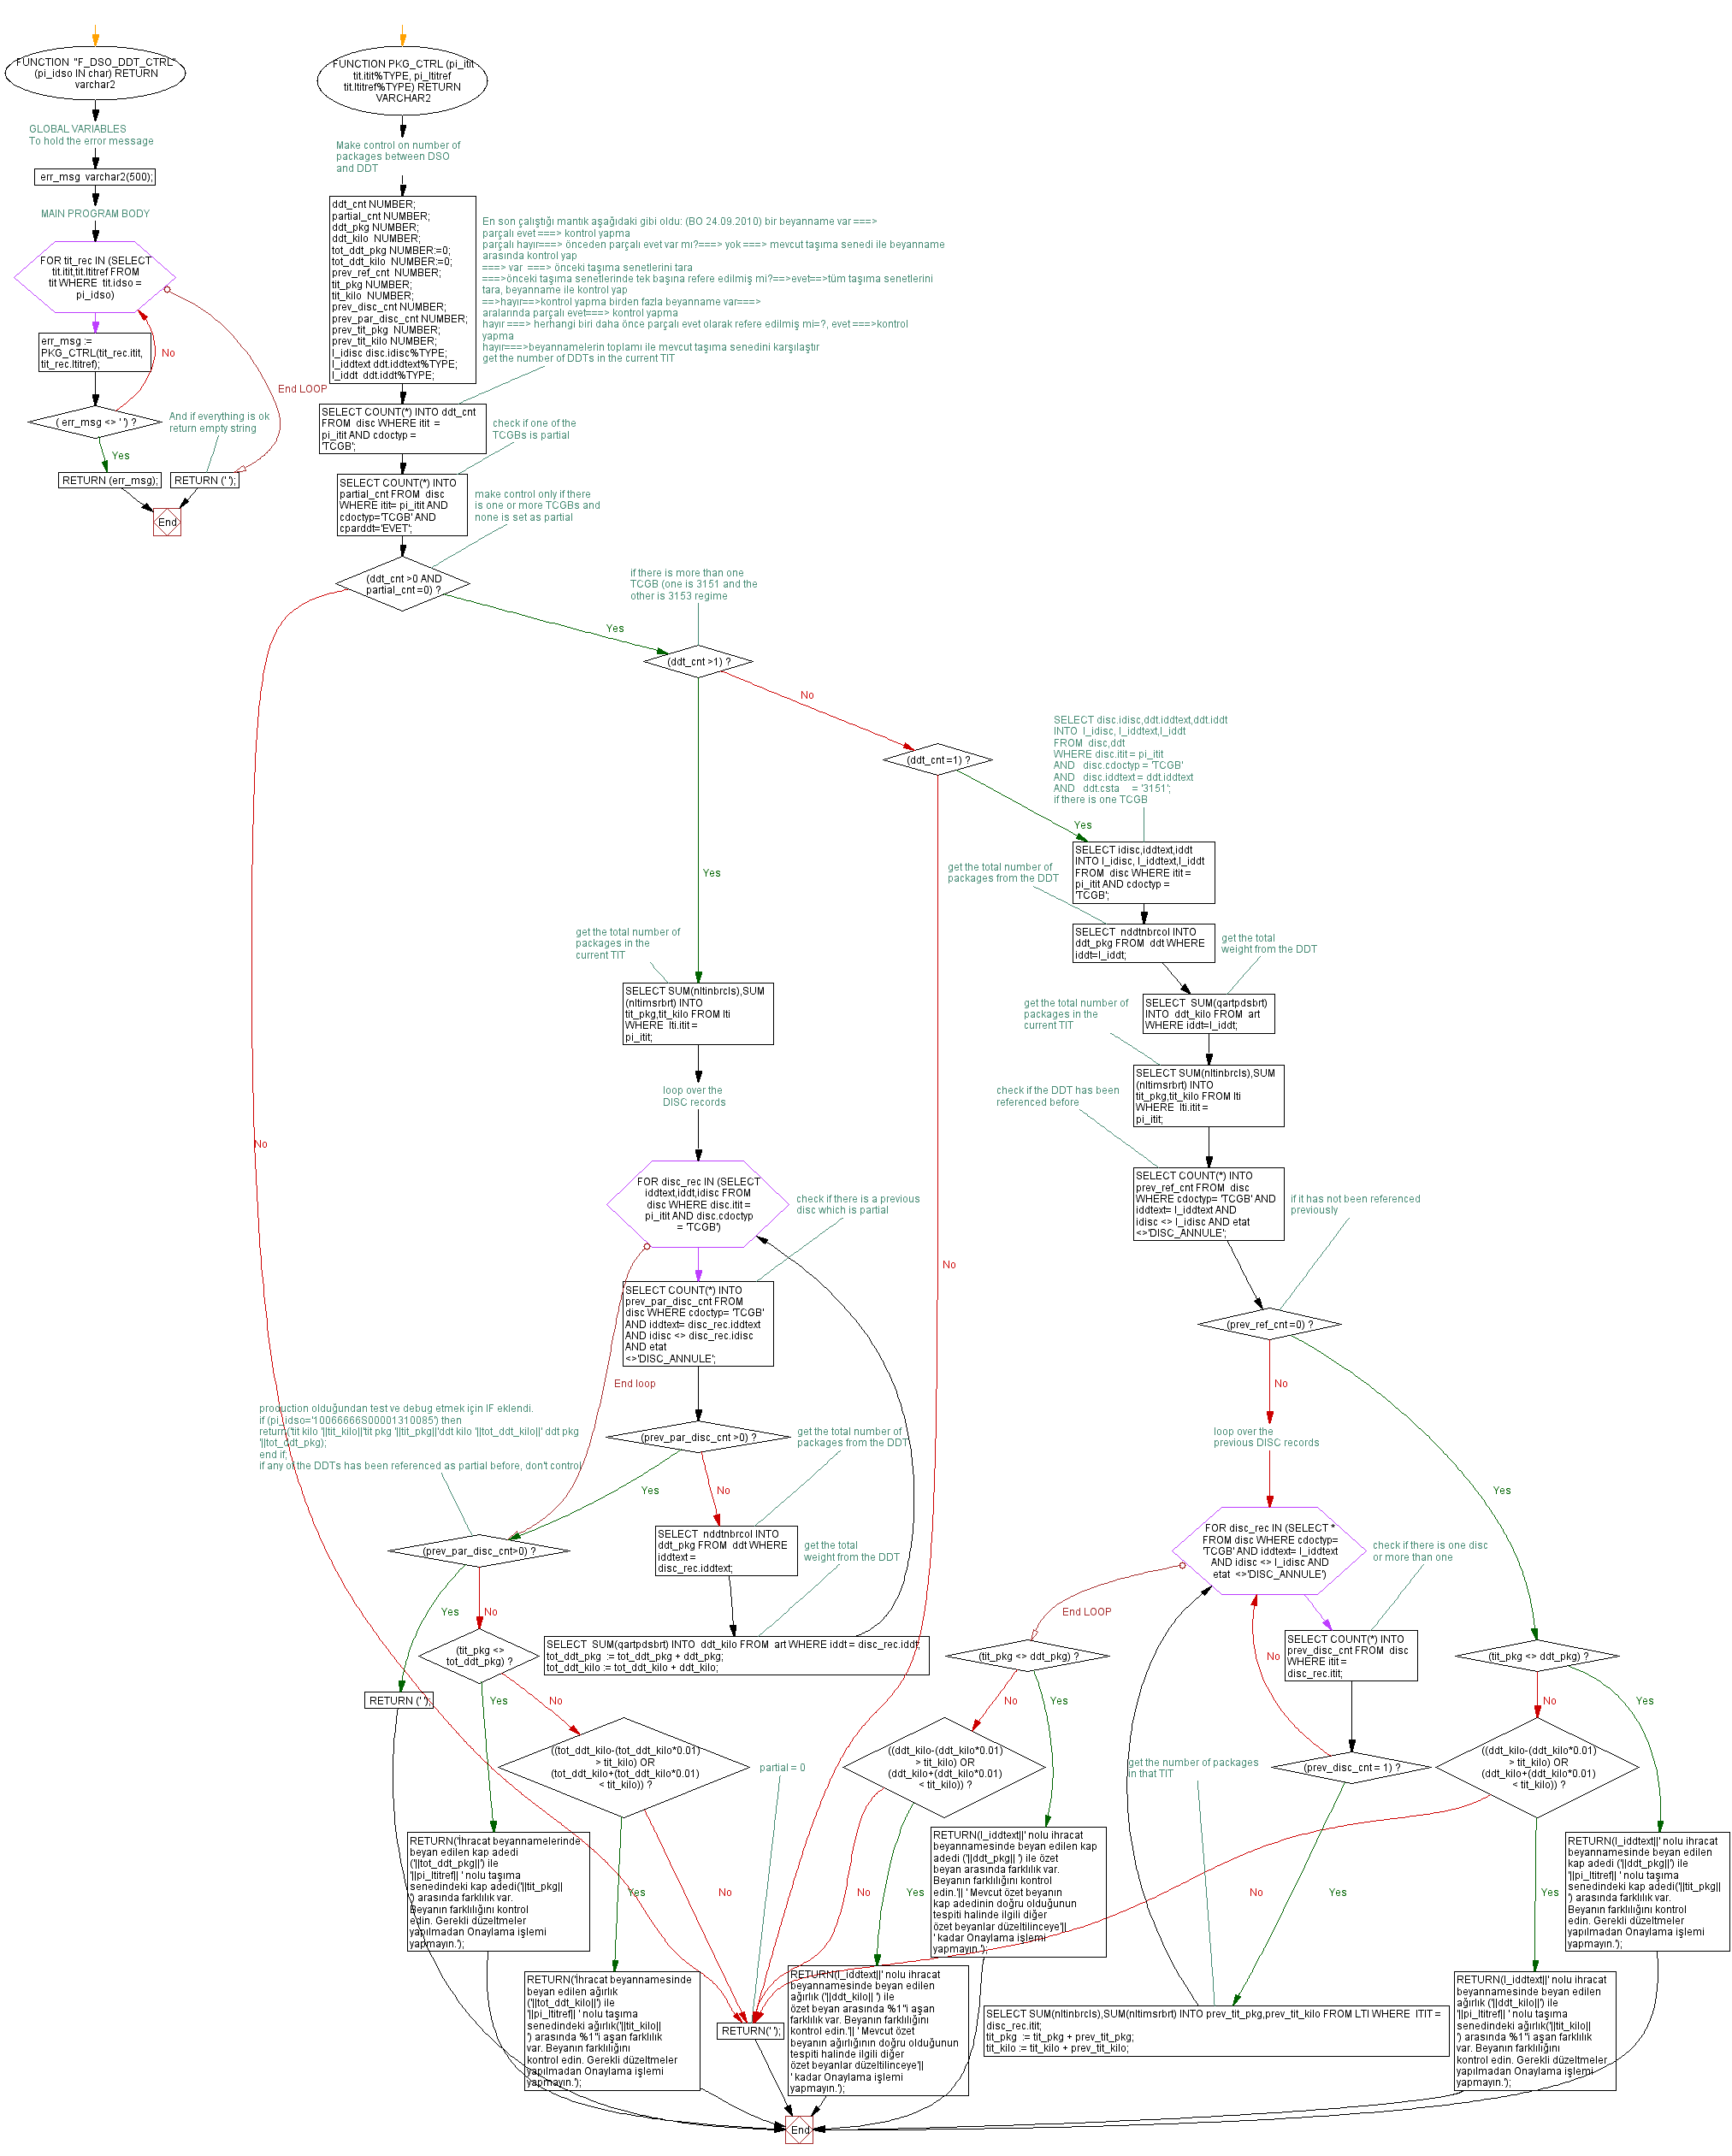 FUNCTION "F_DSO_DDT_CTRL"
(pi_idso IN char) RETURN
varchar2
GLOBAL VARIABLES
To hold the error message
err_msg varchar2(500);
MAIN PROGRAM BODY
FOR tit_rec IN (SELECT
tit.itit,tit.ltitref FROM
tit WHERE tit.idso =
pi_idso)
err_msg :=
PKG_CTRL(tit_rec.itit,
tit_rec.ltitref);
No
End LOOP
( err_msg <> ' ') ?
And if everything is ok
return empty string
Yes
RETURN (err_msg);
RETURN (' ');
End
FUNCTION PKG_CTRL (pi_itit
tit.itit%TYPE, pi_ltitref
tit.ltitref%TYPE) RETURN
VARCHAR2
Make control on number of
packages between DSO
and DDT
ddt_cnt NUMBER;
partial_cnt NUMBER;
ddt_pkg NUMBER;
ddt_kilo NUMBER;
tot_ddt_pkg NUMBER:=0;
tot_ddt_kilo NUMBER:=0;
prev_ref_cnt NUMBER;
tit_pkg NUMBER;
tit_kilo NUMBER;
prev_disc_cnt NUMBER;
prev_par_disc_cnt NUMBER;
prev_tit_pkg NUMBER;
prev_tit_kilo NUMBER;
l_idisc disc.idisc%TYPE;
l_iddtext ddt.iddtext%TYPE;
l_iddt ddt.iddt%TYPE;
En son çalıştığı mantık aşağıdaki gibi oldu: (BO 24.09.2010) bir beyanname var ===>
parçalı evet ===> kontrol yapma
parçalı hayır===> önceden parçalı evet var mı?===> yok ===> mevcut taşıma senedi ile beyanname
arasında kontrol yap
===> var ===> önceki taşıma senetlerini tara
===>önceki taşıma senetlerinde tek başına refere edilmiş mi?==>evet==>tüm taşıma senetlerini
tara, beyanname ile kontrol yap
==>hayır==>kontrol yapma birden fazla beyanname var===>
aralarında parçalı evet===> kontrol yapma
hayır ===> herhangi biri daha önce parçalı evet olarak refere edilmiş mi=?, evet ===>kontrol
yapma
hayır===>beyannamelerin toplamı ile mevcut taşıma senedini karşılaştır
get the number of DDTs in the current TIT
SELECT COUNT(*) INTO ddt_cnt
FROM disc WHERE itit =
pi_itit AND cdoctyp =
'TCGB';
check if one of the
TCGBs is partial
SELECT COUNT(*) INTO
partial_cnt FROM disc
WHERE itit= pi_itit AND
cdoctyp='TCGB' AND
cparddt='EVET';
make control only if there
is one or more TCGBs and
none is set as partial
(ddt_cnt >0 AND
partial_cnt =0) ?
if there is more than one
TCGB (one is 3151 and the
other is 3153 regime
Yes
(ddt_cnt >1) ?
No
(ddt_cnt =1) ?
SELECT disc.idisc,ddt.iddtext,ddt.iddt
INTO l_idisc, l_iddtext,l_iddt
FROM disc,ddt
WHERE disc.itit = pi_itit
AND disc.cdoctyp = 'TCGB'
AND disc.iddtext = ddt.iddtext
AND ddt.csta = '3151';
if there is one TCGB
Yes
SELECT idisc,iddtext,iddt
INTO l_idisc, l_iddtext,l_iddt
FROM disc WHERE itit =
pi_itit AND cdoctyp =
'TCGB';
get the total number of
packages from the DDT
Yes
SELECT nddtnbrcol INTO
ddt_pkg FROM ddt WHERE
iddt=l_iddt;
get the total
weight from the DDT
get the total number of
packages in the
current TIT
SELECT SUM(nltinbrcls),SUM
(nltimsrbrt) INTO
tit_pkg,tit_kilo FROM lti
WHERE lti.itit =
pi_itit;
SELECT SUM(qartpdsbrt)
INTO ddt_kilo FROM art
WHERE iddt=l_iddt;
get the total number of
packages in the
current TIT
SELECT SUM(nltinbrcls),SUM
(nltimsrbrt) INTO
tit_pkg,tit_kilo FROM lti
WHERE lti.itit =
pi_itit;
loop over the
DISC records
check if the DDT has been
referenced before
No
SELECT COUNT(*) INTO
prev_ref_cnt FROM disc
WHERE cdoctyp= 'TCGB' AND
iddtext= l_iddtext AND
idisc <> l_idisc AND etat
<>'DISC_ANNULE';
if it has not been referenced
previously
FOR disc_rec IN (SELECT
iddtext,iddt,idisc FROM
disc WHERE disc.itit =
pi_itit AND disc.cdoctyp
= 'TCGB')
check if there is a previous
disc which is partial
No
SELECT COUNT(*) INTO
prev_par_disc_cnt FROM
disc WHERE cdoctyp= 'TCGB'
AND iddtext= disc_rec.iddtext
AND idisc <> disc_rec.idisc
AND etat
<>'DISC_ANNULE';
(prev_ref_cnt =0) ?
End loop
No
production olduğundan test ve debug etmek için IF eklendi.
if (pi_idso='10066666S00001310085') then
return('tit kilo '||tit_kilo||'tit pkg '||tit_pkg||'ddt kilo '||tot_ddt_kilo||' ddt pkg
'||tot_ddt_pkg);
end if;
if any of the DDTs has been referenced as partial before, don't control
(prev_par_disc_cnt >0) ?
get the total number of
packages from the DDT
loop over the
previous DISC records
Yes
No
Yes
(prev_par_disc_cnt>0) ?
SELECT nddtnbrcol INTO
ddt_pkg FROM ddt WHERE
iddtext =
disc_rec.iddtext;
get the total
weight from the DDT
FOR disc_rec IN (SELECT *
FROM disc WHERE cdoctyp=
'TCGB' AND iddtext= l_iddtext
AND idisc <> l_idisc AND
etat <>'DISC_ANNULE')
check if there is one disc
or more than one
Yes
No
End LOOP
(tit_pkg <>
tot_ddt_pkg) ?
SELECT SUM(qartpdsbrt) INTO ddt_kilo FROM art WHERE iddt = disc_rec.iddt;
tot_ddt_pkg := tot_ddt_pkg + ddt_pkg;
tot_ddt_kilo := tot_ddt_kilo + ddt_kilo;
(tit_pkg <> ddt_pkg) ?
No
SELECT COUNT(*) INTO
prev_disc_cnt FROM disc
WHERE itit =
disc_rec.itit;
(tit_pkg <> ddt_pkg) ?
RETURN (' ');
Yes
No
No
Yes
No
Yes
((tot_ddt_kilo-(tot_ddt_kilo*0.01)
> tit_kilo) OR
(tot_ddt_kilo+(tot_ddt_kilo*0.01)
< tit_kilo)) ?
partial = 0
((ddt_kilo-(ddt_kilo*0.01)
> tit_kilo) OR
(ddt_kilo+(ddt_kilo*0.01)
< tit_kilo)) ?
get the number of packages
in that TIT
(prev_disc_cnt = 1) ?
((ddt_kilo-(ddt_kilo*0.01)
> tit_kilo) OR
(ddt_kilo+(ddt_kilo*0.01)
< tit_kilo)) ?
RETURN('İhracat beyannamelerinde
beyan edilen kap adedi
('||tot_ddt_pkg||') ile
'||pi_ltitref|| ' nolu taşıma
senedindeki kap adedi('||tit_pkg||
') arasında farklılık var.
Beyanın farklılığını kontrol
edin. Gerekli düzeltmeler
yapılmadan Onaylama işlemi
yapmayın.');
Yes
No
No
Yes
RETURN(l_iddtext||' nolu ihracat
beyannamesinde beyan edilen kap
adedi ('||ddt_pkg|| ') ile özet
beyan arasında farklılık var.
Beyanın farklılığını kontrol
edin.'|| ' Mevcut özet beyanın
kap adedinin doğru olduğunun
tespiti halinde ilgili diğer
özet beyanlar düzeltilinceye'||
' kadar Onaylama işlemi
yapmayın.');
No
Yes
Yes
RETURN(l_iddtext||' nolu ihracat
beyannamesinde beyan edilen
kap adedi ('||ddt_pkg||') ile
'||pi_ltitref|| ' nolu taşıma
senedindeki kap adedi('||tit_pkg||
') arasında farklılık var.
Beyanın farklılığını kontrol
edin. Gerekli düzeltmeler
yapılmadan Onaylama işlemi
yapmayın.');
RETURN('İhracat beyannamesinde
beyan edilen ağırlık
('||tot_ddt_kilo||') ile
'||pi_ltitref|| ' nolu taşıma
senedindeki ağırlık('||tit_kilo||
') arasında %1''i aşan farklılık
var. Beyanın farklılığını
kontrol edin. Gerekli düzeltmeler
yapılmadan Onaylama işlemi
yapmayın.');
RETURN(' ');
RETURN(l_iddtext||' nolu ihracat
beyannamesinde beyan edilen
ağırlık ('||ddt_kilo|| ') ile
özet beyan arasında %1''i aşan
farklılık var. Beyanın farklılığını
kontrol edin.'|| ' Mevcut özet
beyanın ağırlığının doğru olduğunun
tespiti halinde ilgili diğer
özet beyanlar düzeltilinceye'||
' kadar Onaylama işlemi
yapmayın.');
SELECT SUM(nltinbrcls),SUM(nltimsrbrt) INTO prev_tit_pkg,prev_tit_kilo FROM LTI WHERE ITIT =
disc_rec.itit;
tit_pkg := tit_pkg + prev_tit_pkg;
tit_kilo := tit_kilo + prev_tit_kilo;
RETURN(l_iddtext||' nolu ihracat
beyannamesinde beyan edilen
ağırlık ('||ddt_kilo||') ile
'||pi_ltitref|| ' nolu taşıma
senedindeki ağırlık('||tit_kilo||
') arasında %1''i aşan farklılık
var. Beyanın farklılığını
kontrol edin. Gerekli düzeltmeler
yapılmadan Onaylama işlemi
yapmayın.');
End